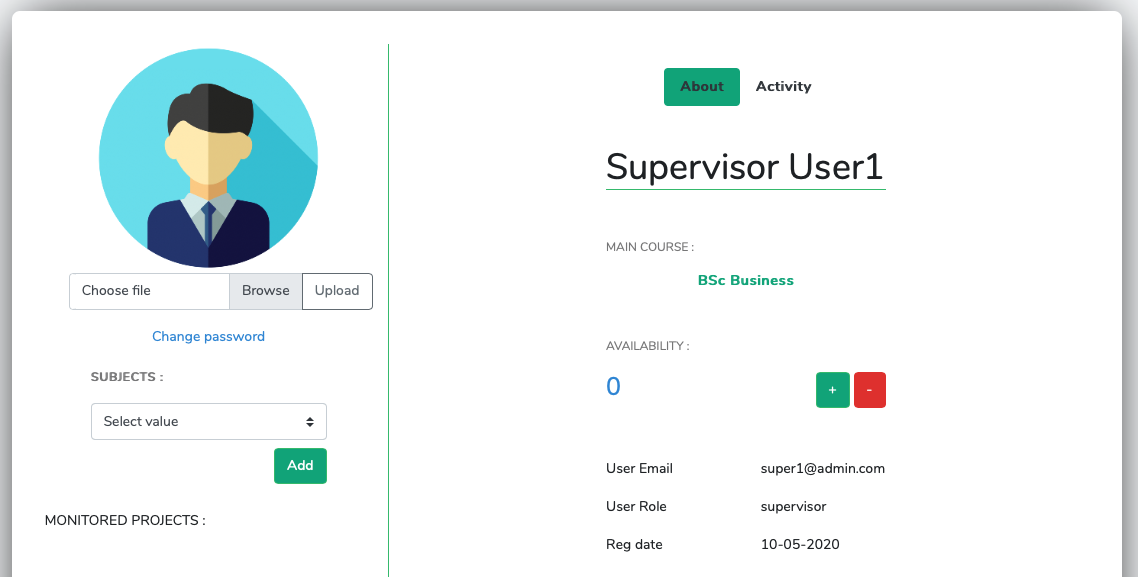 Choose file Browse Upload
Change password
SUBJECTS :
Select value
Add
MONITORED PROJECTS :
About Activity
Supervisor User1
MAIN COURSE :
BSc Business
AVAILABILITY :
0 + -
User Email super1@admin.com
User Role supervisor
Reg date 10-05-2020